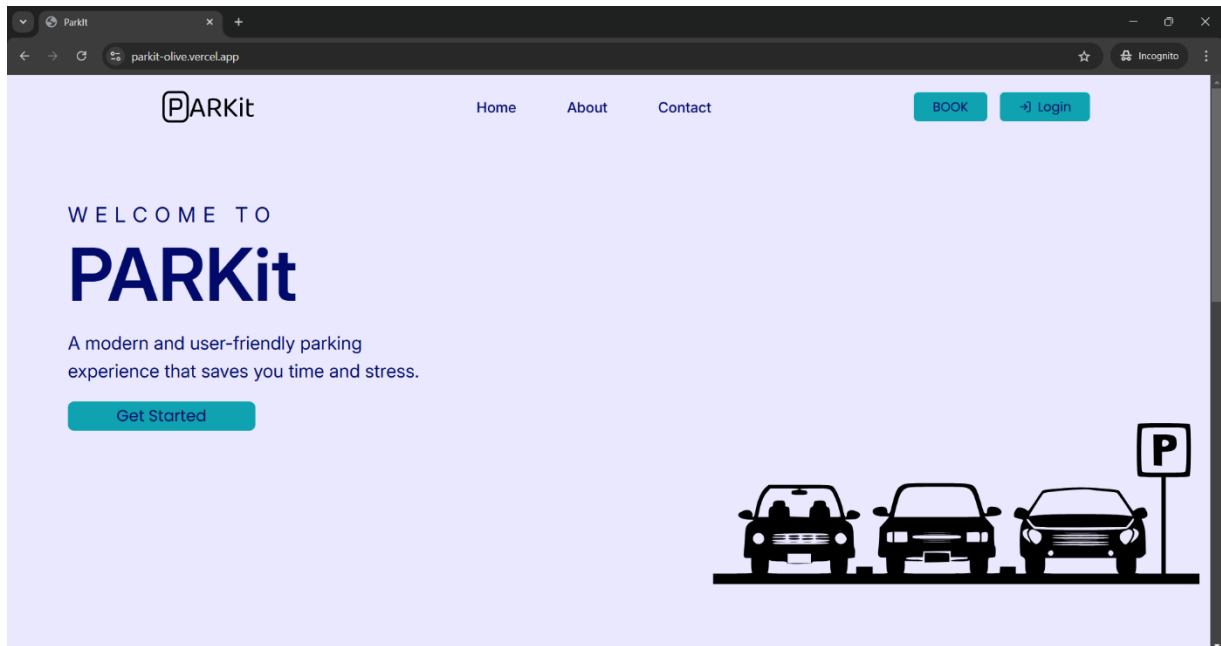 ParkIt
parkit-olive.vercel.app
Incognito
PARKit
Home
About
Contact
BOOK
Login
WELCOME TO
PARKit
A modern and user-friendly parking
experience that saves you time and stress.
Get Started
P